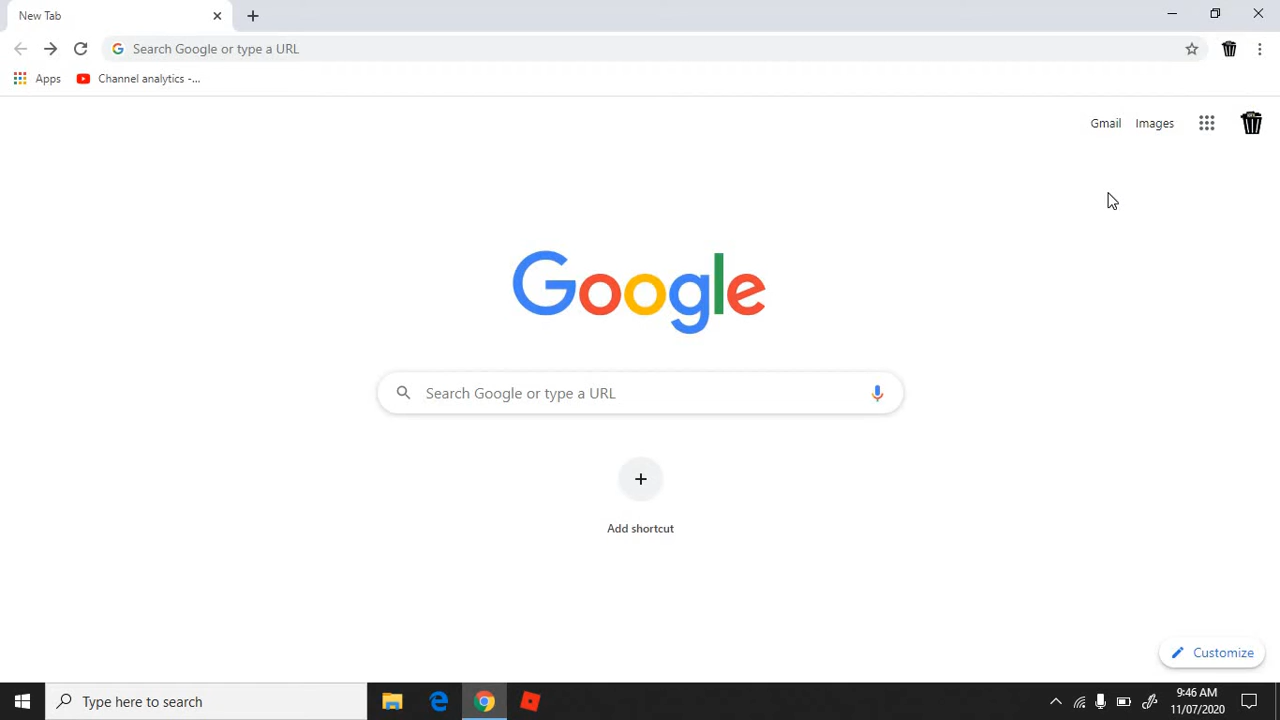 New Tab
Search Google or type a URL
Apps
Channel analytics -...
Gmail
Images
Google
Search Google or type a URL
Add shortcut
Customize
Type here to search
9:46 AM
11/07/2020